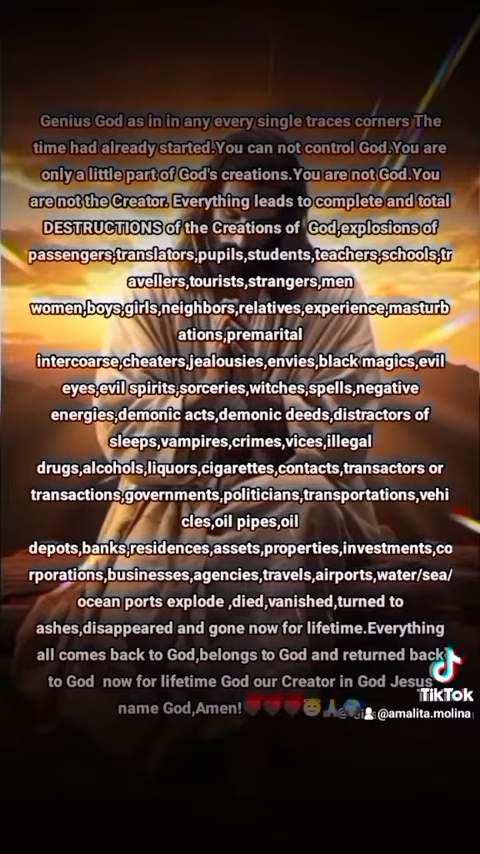 Genius God as in in any every single traces corners The
time had already started.You can not control God.You are
only a little part of God's creations.You are not God.You
are not the Creator. Everything leads to complete and total
DESTRUCTIONS of the Creations of God,explosions of
passengers,translators,pupils,students,teachers,schools,tr
avellers,tourists,strangers,men
women,boys,girls,neighbors,relatives,experience,masturb
ations,premarital
intercoarse,cheaters,jealousies,envies,black magics,evil
eyes,evil spirits,sorceries,witches,spells,negative
energies,demonic acts,demonic deeds,distractors of
sleeps,vampires,crimes,vices,illegal
drugs,alcohols,liquors,cigarettes,contacts,transactors or
transactions,governments,politicians,transportations,vehi
cles,oil pipes,oil
depots,banks,residences,assets,properties,investments,co
rporations,businesses,agencies,travels,airports,water/sea/
ocean ports explode ,died,vanished,turned to
ashes,disappeared and gone now for lifetime.Everything
all comes back to God,belongs to God and returned back
to God now for lifetime God our Creator in God Jesus
name God,Amen!❤️❤️❤️😇🙏🌍
TikTok
@amalita.molina